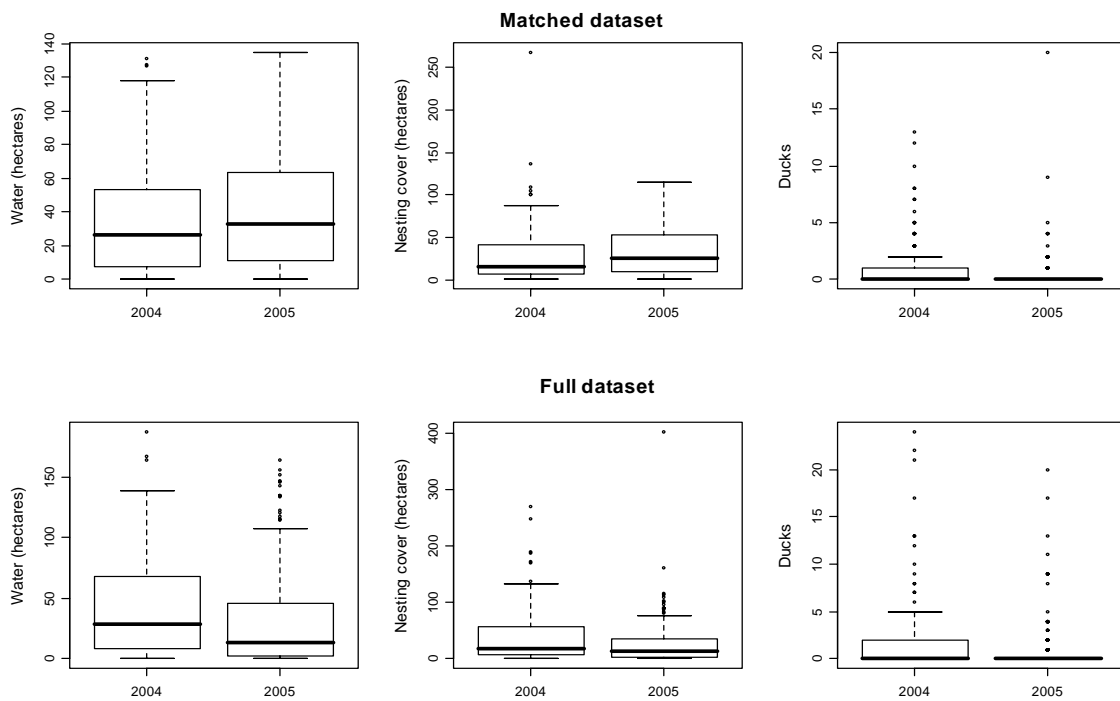 Matched dataset
Water (hectares)
0 20 40 60 80 100 120 140
2004 2005
Nesting cover (hectares)
0 50 100 150 200 250
2004 2005
Ducks
0 5 10 15 20
2004 2005
Full dataset
Water (hectares)
0 50 100 150
2004 2005
Nesting cover (hectares)
0 100 200 300 400
2004 2005
Ducks
0 5 10 15 20
2004 2005